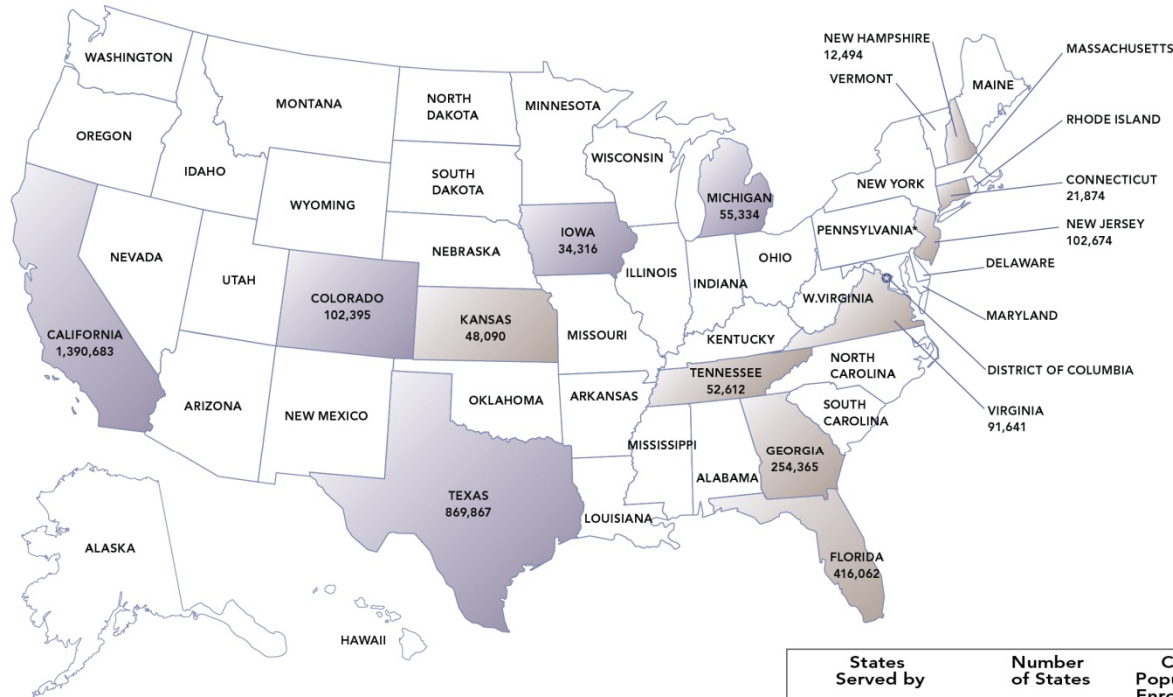 WASHINGTON
OREGON
IDAHO
MONTANA
NORTH
DAKOTA
MINNESOTA
SOUTH
DAKOTA
WYOMING
WISCONSIN
MICHIGAN
55,334
NEW HAMPSHIRE
12,494
VERMONT
MASSACHUSETTS
MAINE
RHODE ISLAND
CONNECTICUT
21,874
NEW YORK
PENNSYLVANIA*
NEW JERSEY
102,674
DELAWARE
MARYLAND
DISTRICT OF COLUMBIA
VIRGINIA
91,641
NEVADA
UTAH
COLORADO
102,395
NEBRASKA
IOWA
34,316
ILLINOIS
INDIANA
OHIO
W.VIRGINIA
CALIFORNIA
1,390,683
KANSAS
48,090
MISSOURI
KENTUCKY
NORTH
CAROLINA
TENNESSEE
52,612
SOUTH
CAROLINA
ARIZONA
NEW MEXICO
OKLAHOMA
ARKANSAS
MISSISSIPPI
ALABAMA
GEORGIA
254,365
TEXAS
869,867
LOUISIANA
FLORIDA
416,062
ALASKA
HAWAII
States
Served by
Number
of States